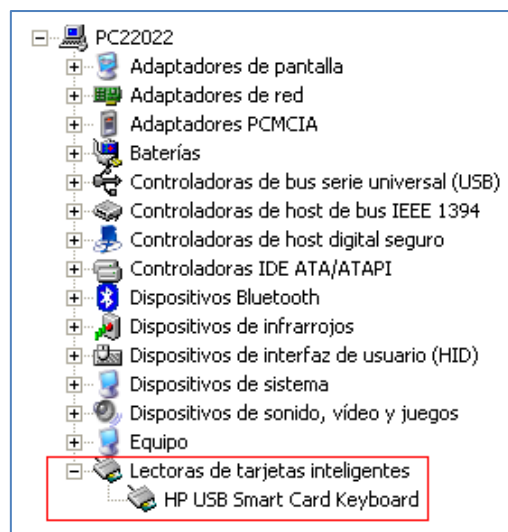 PC22022
Adaptadores de pantalla
Adaptadores de red
Adaptadores PCMCIA
Baterías
Controladoras de bus serie universal (USB)
Controladoras de host de bus IEEE 1394
Controladoras de host digital seguro
Controladoras IDE ATA/ATAPI
Dispositivos Bluetooth
Dispositivos de infrarrojos
Dispositivos de interfaz de usuario (HID)
Dispositivos de sistema
Dispositivos de sonido, vídeo y juegos
Equipo
Lectoras de tarjetas inteligentes
HP USB Smart Card Keyboard